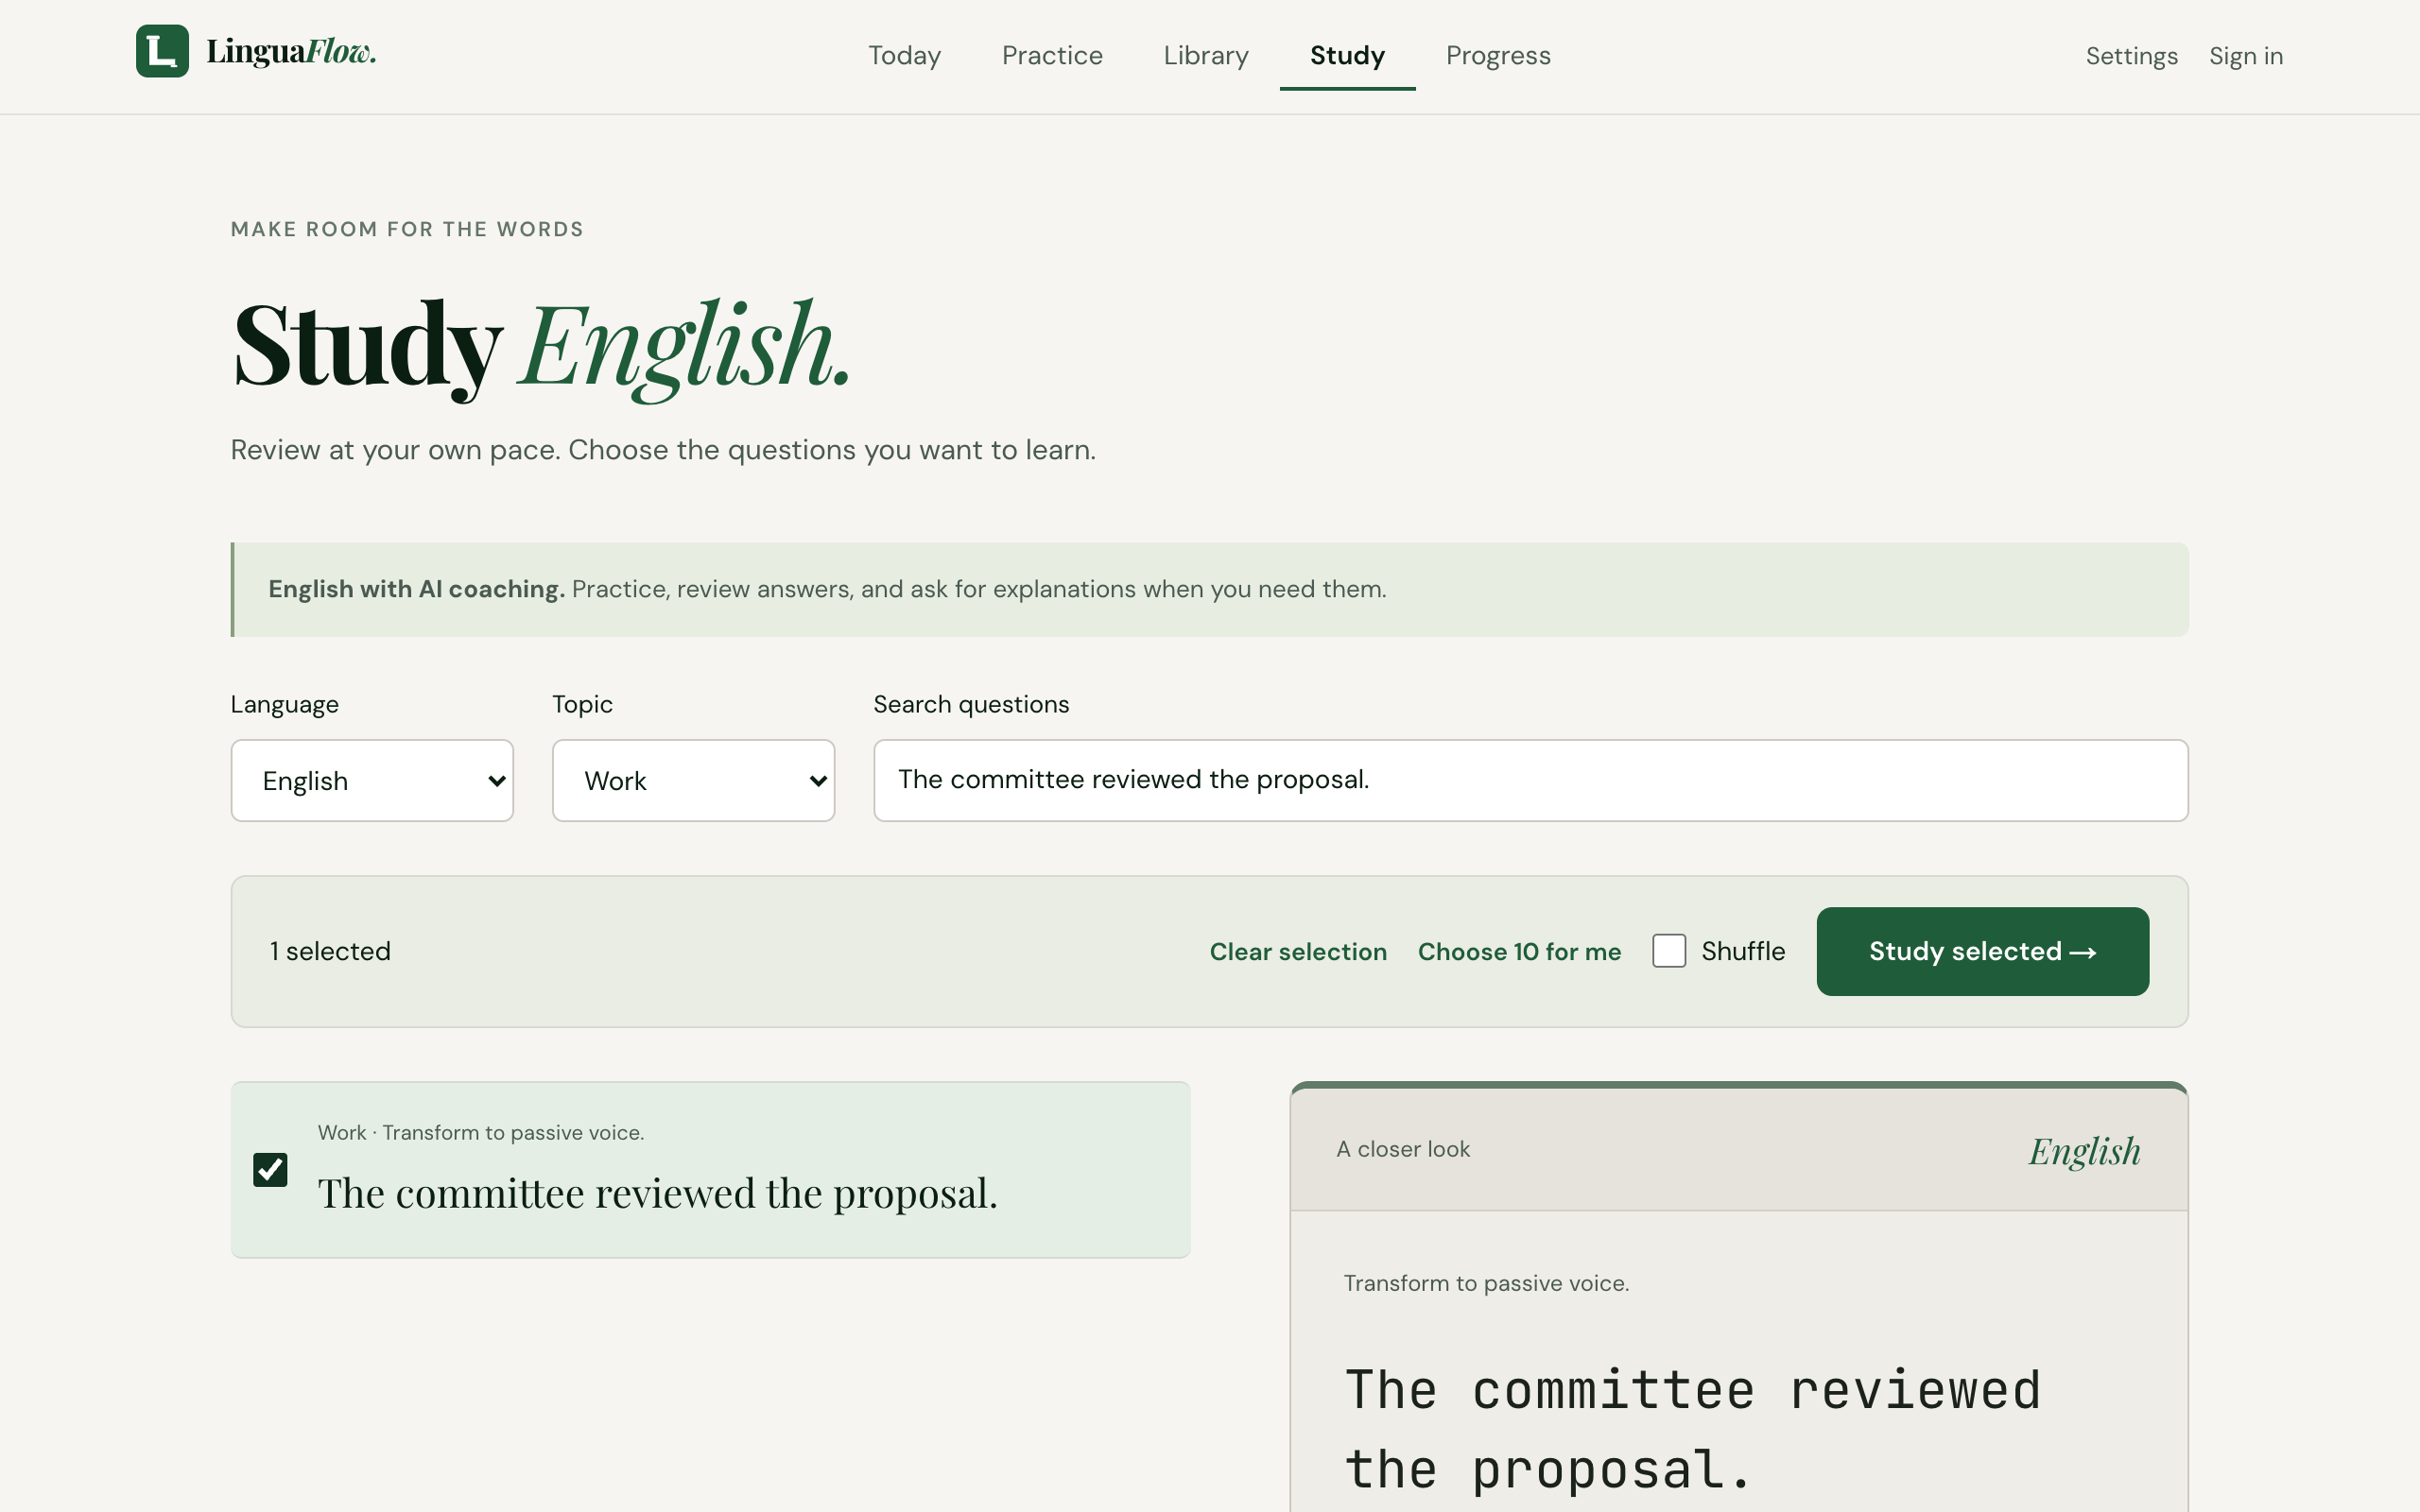 LinguaFlow.
Today Practice Library Study Progress
Settings Sign in
MAKE ROOM FOR THE WORDS
Study English.
Review at your own pace. Choose the questions you want to learn.
English with AI coaching. Practice, review answers, and ask for explanations when you need them.
Language Topic Search questions
English Work The committee reviewed the proposal.
1 selected Clear selection Choose 10 for me Shuffle Study selected →
Work · Transform to passive voice.
The committee reviewed the proposal.
A closer look English
Transform to passive voice.
The committee reviewed
the proposal.